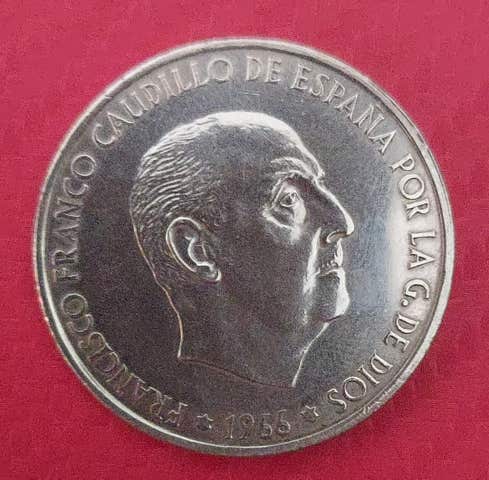 FRANCISCO FRANCO CAUDILLO DE ESPAÑA POR LA G. DE DIOS
1966